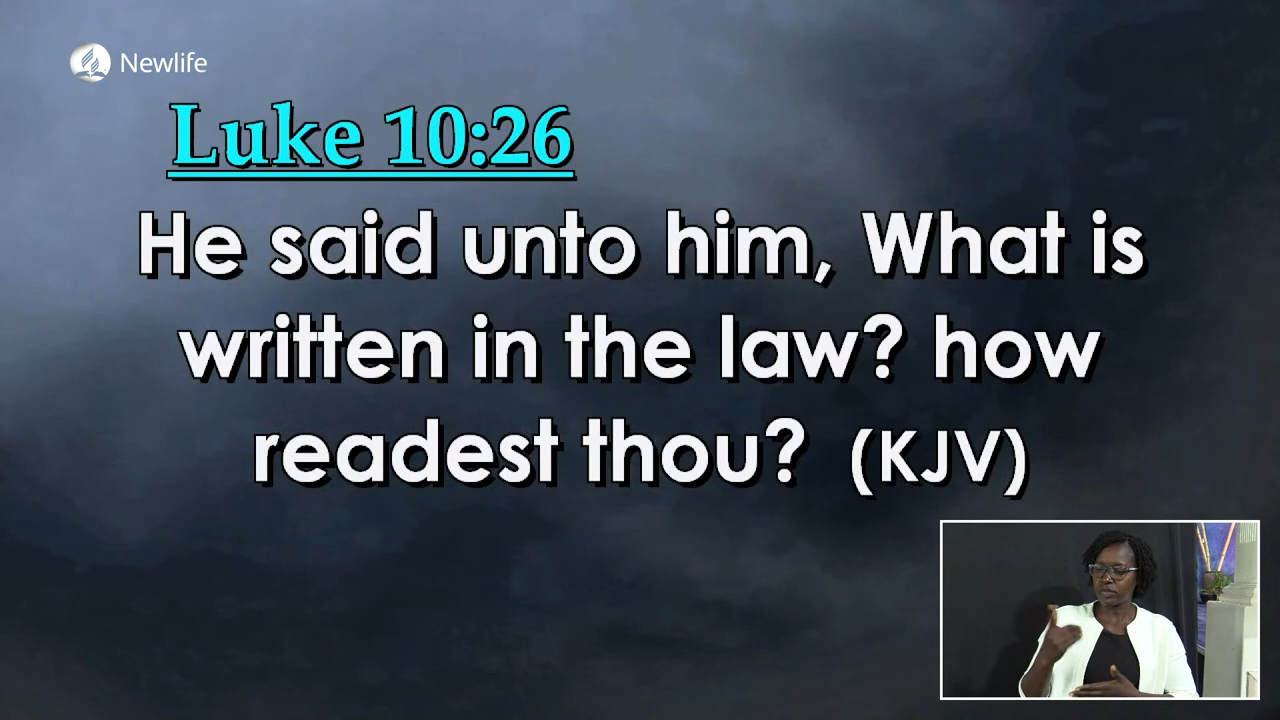 Newlife
Luke 10:26
He said unto him, What is
written in the law? how
readest thou? (KJV)